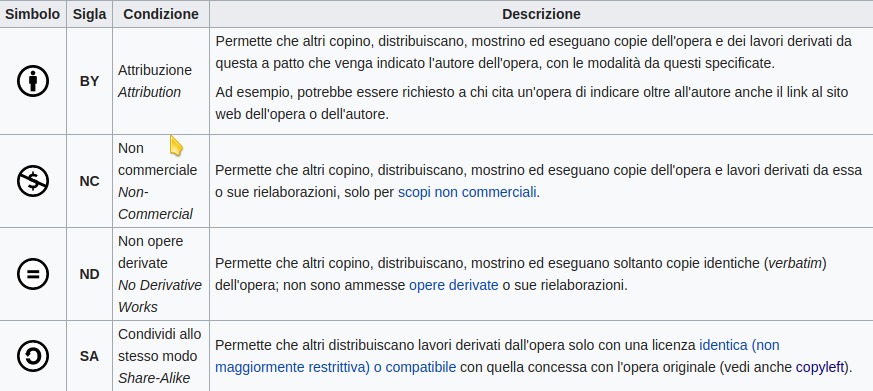 Simbolo Sigla Condizione Descrizione
BY
Attribuzione
Attribution
Permette che altri copino, distribuiscano, mostrino ed eseguano copie dell'opera e dei lavori derivati da
questa a patto che venga indicato l'autore dell'opera, con le modalità da questi specificate.
Ad esempio, potrebbe essere richiesto a chi cita un'opera di indicare oltre all'autore anche il link al sito
web dell'opera o dell'autore.
NC
Non
commerciale
Non-
Commercial
Permette che altri copino, distribuiscano, mostrino ed eseguano copie dell'opera e lavori derivati da essa
o sue rielaborazioni, solo per scopi non commerciali.
ND
Non opere
derivate
No Derivative
Works
Permette che altri copino, distribuiscano, mostrino ed eseguano soltanto copie identiche (verbatim)
dell'opera; non sono ammesse opere derivate o sue rielaborazioni.
SA
Condividi allo
stesso modo
Share-Alike
Permette che altri distribuiscano lavori derivati dall'opera solo con una licenza identica (non
maggiormente restrittiva) o compatibile con quella concessa con l'opera originale (vedi anche copyleft).